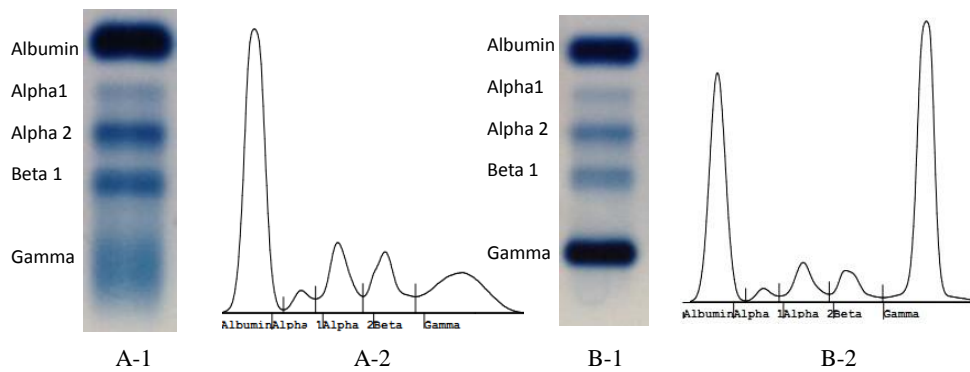 Albumin
Alpha1
Alpha 2
Beta 1
Gamma
Albumin Alpha 1 Alpha 2 Beta Gamma
Albumin
Alpha1
Alpha 2
Beta 1
Gamma
Albumin Alpha 1 Alpha 2 Beta Gamma
A-1 A-2 B-1 B-2